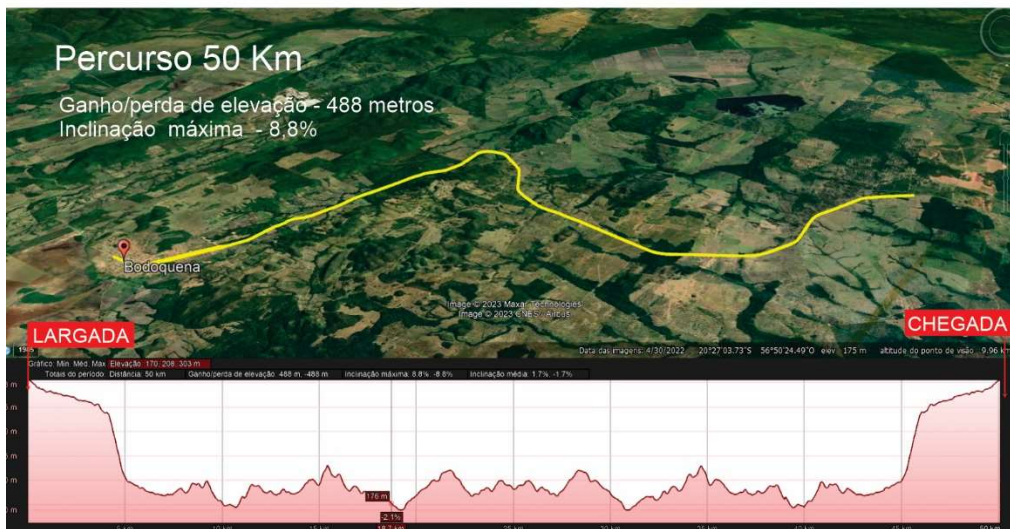 Percurso 50 Km
Ganho/perda de elevação - 488 metros
Inclinação máxima - 8,8%
Bodoquena
Image © 2023 Maxar Technologies
Image © 2023 CNES / Airbus
LARGADA
CHEGADA
1985
Data das imagens: 4/30/2022 20°27'03.73"S 56°50'24.49"O elev 175 m altitude do ponto de visão 9.96 km
Gráfico: Min. Méd. Max Elevação 170, 208, 303 m
Totais do período: Distância: 50 km Ganho/perda de elevação: 488 m, -488 m Inclinação máxima: 8.8%, -8.8% Inclinação média: 1.7%, -1.7%
176 m
-2.1%
5 km 10 km 15 km 18.7 km 25 km 30 km 35 km 40 km 45 km 50 km